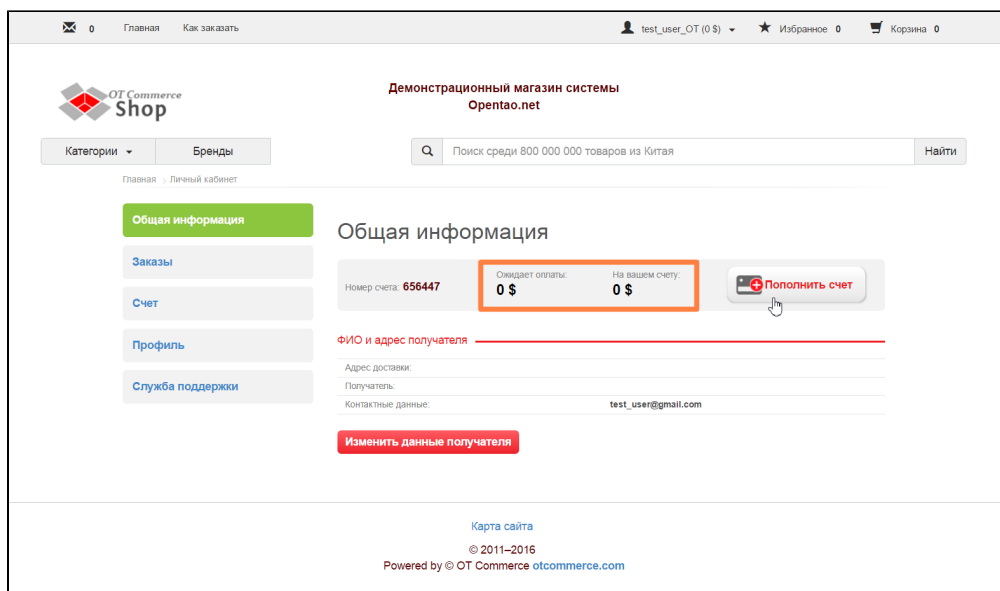 0 Главная Как заказать test_user_OT (0 $) Избранное 0 Корзина 0
OT Commerce
Shop
Демонстрационный магазин системы
Opentao.net
Категории Бренды Поиск среди 800 000 000 товаров из Китая Найти
Главная > Личный кабинет
Общая информация
Заказы
Счет
Профиль
Служба поддержки
Общая информация
Номер счета: 656447
Ожидает оплаты:
0 $
На вашем счету:
0 $
Пополнить счет
ФИО и адрес получателя
Адрес доставки:
Получатель:
Контактные данные: test_user@gmail.com
Изменить данные получателя
Карта сайта
© 2011–2016
Powered by © OT Commerce otcommerce.com